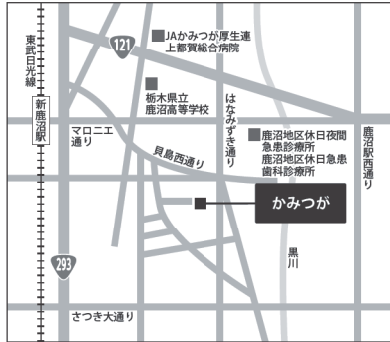 東武日光線
新鹿沼駅
121
JAかみつが厚生連
上都賀総合病院
栃木県立
鹿沼高等学校
はなみずき通り
マロニエ
通り
貝島西通り
鹿沼地区休日夜間
急患診療所
鹿沼地区休日急患
歯科診療所
鹿沼駅西通り
かみつが
黒川
293
さつき大通り